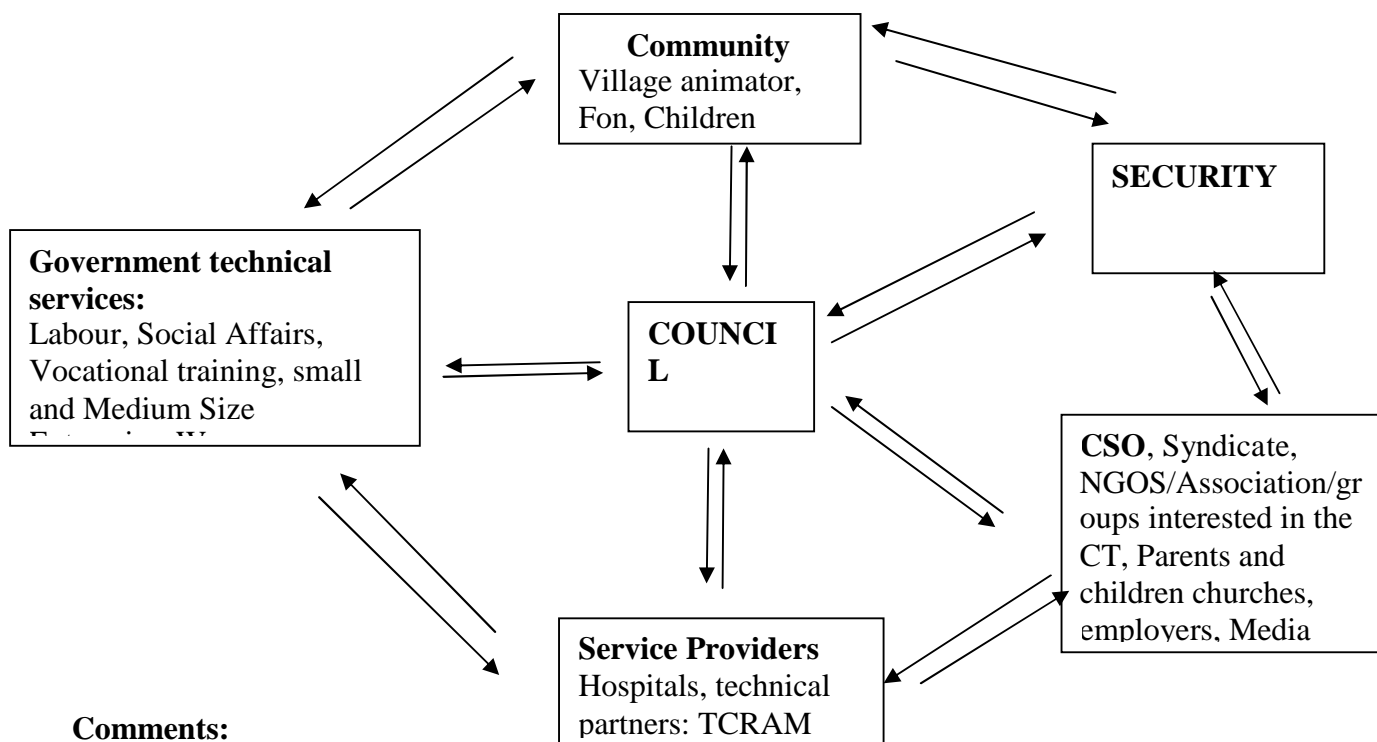 Community
Village animator,
Fon, Children
SECURITY
Government technical
services:
Labour, Social Affairs,
Vocational training, small
and Medium Size
COUNCI
L
CSO, Syndicate,
NGOS/Association/gr
oups interested in the
CT, Parents and
children churches,
employers, Media
Service Providers
Hospitals, technical
partners: TCRAM
Comments: